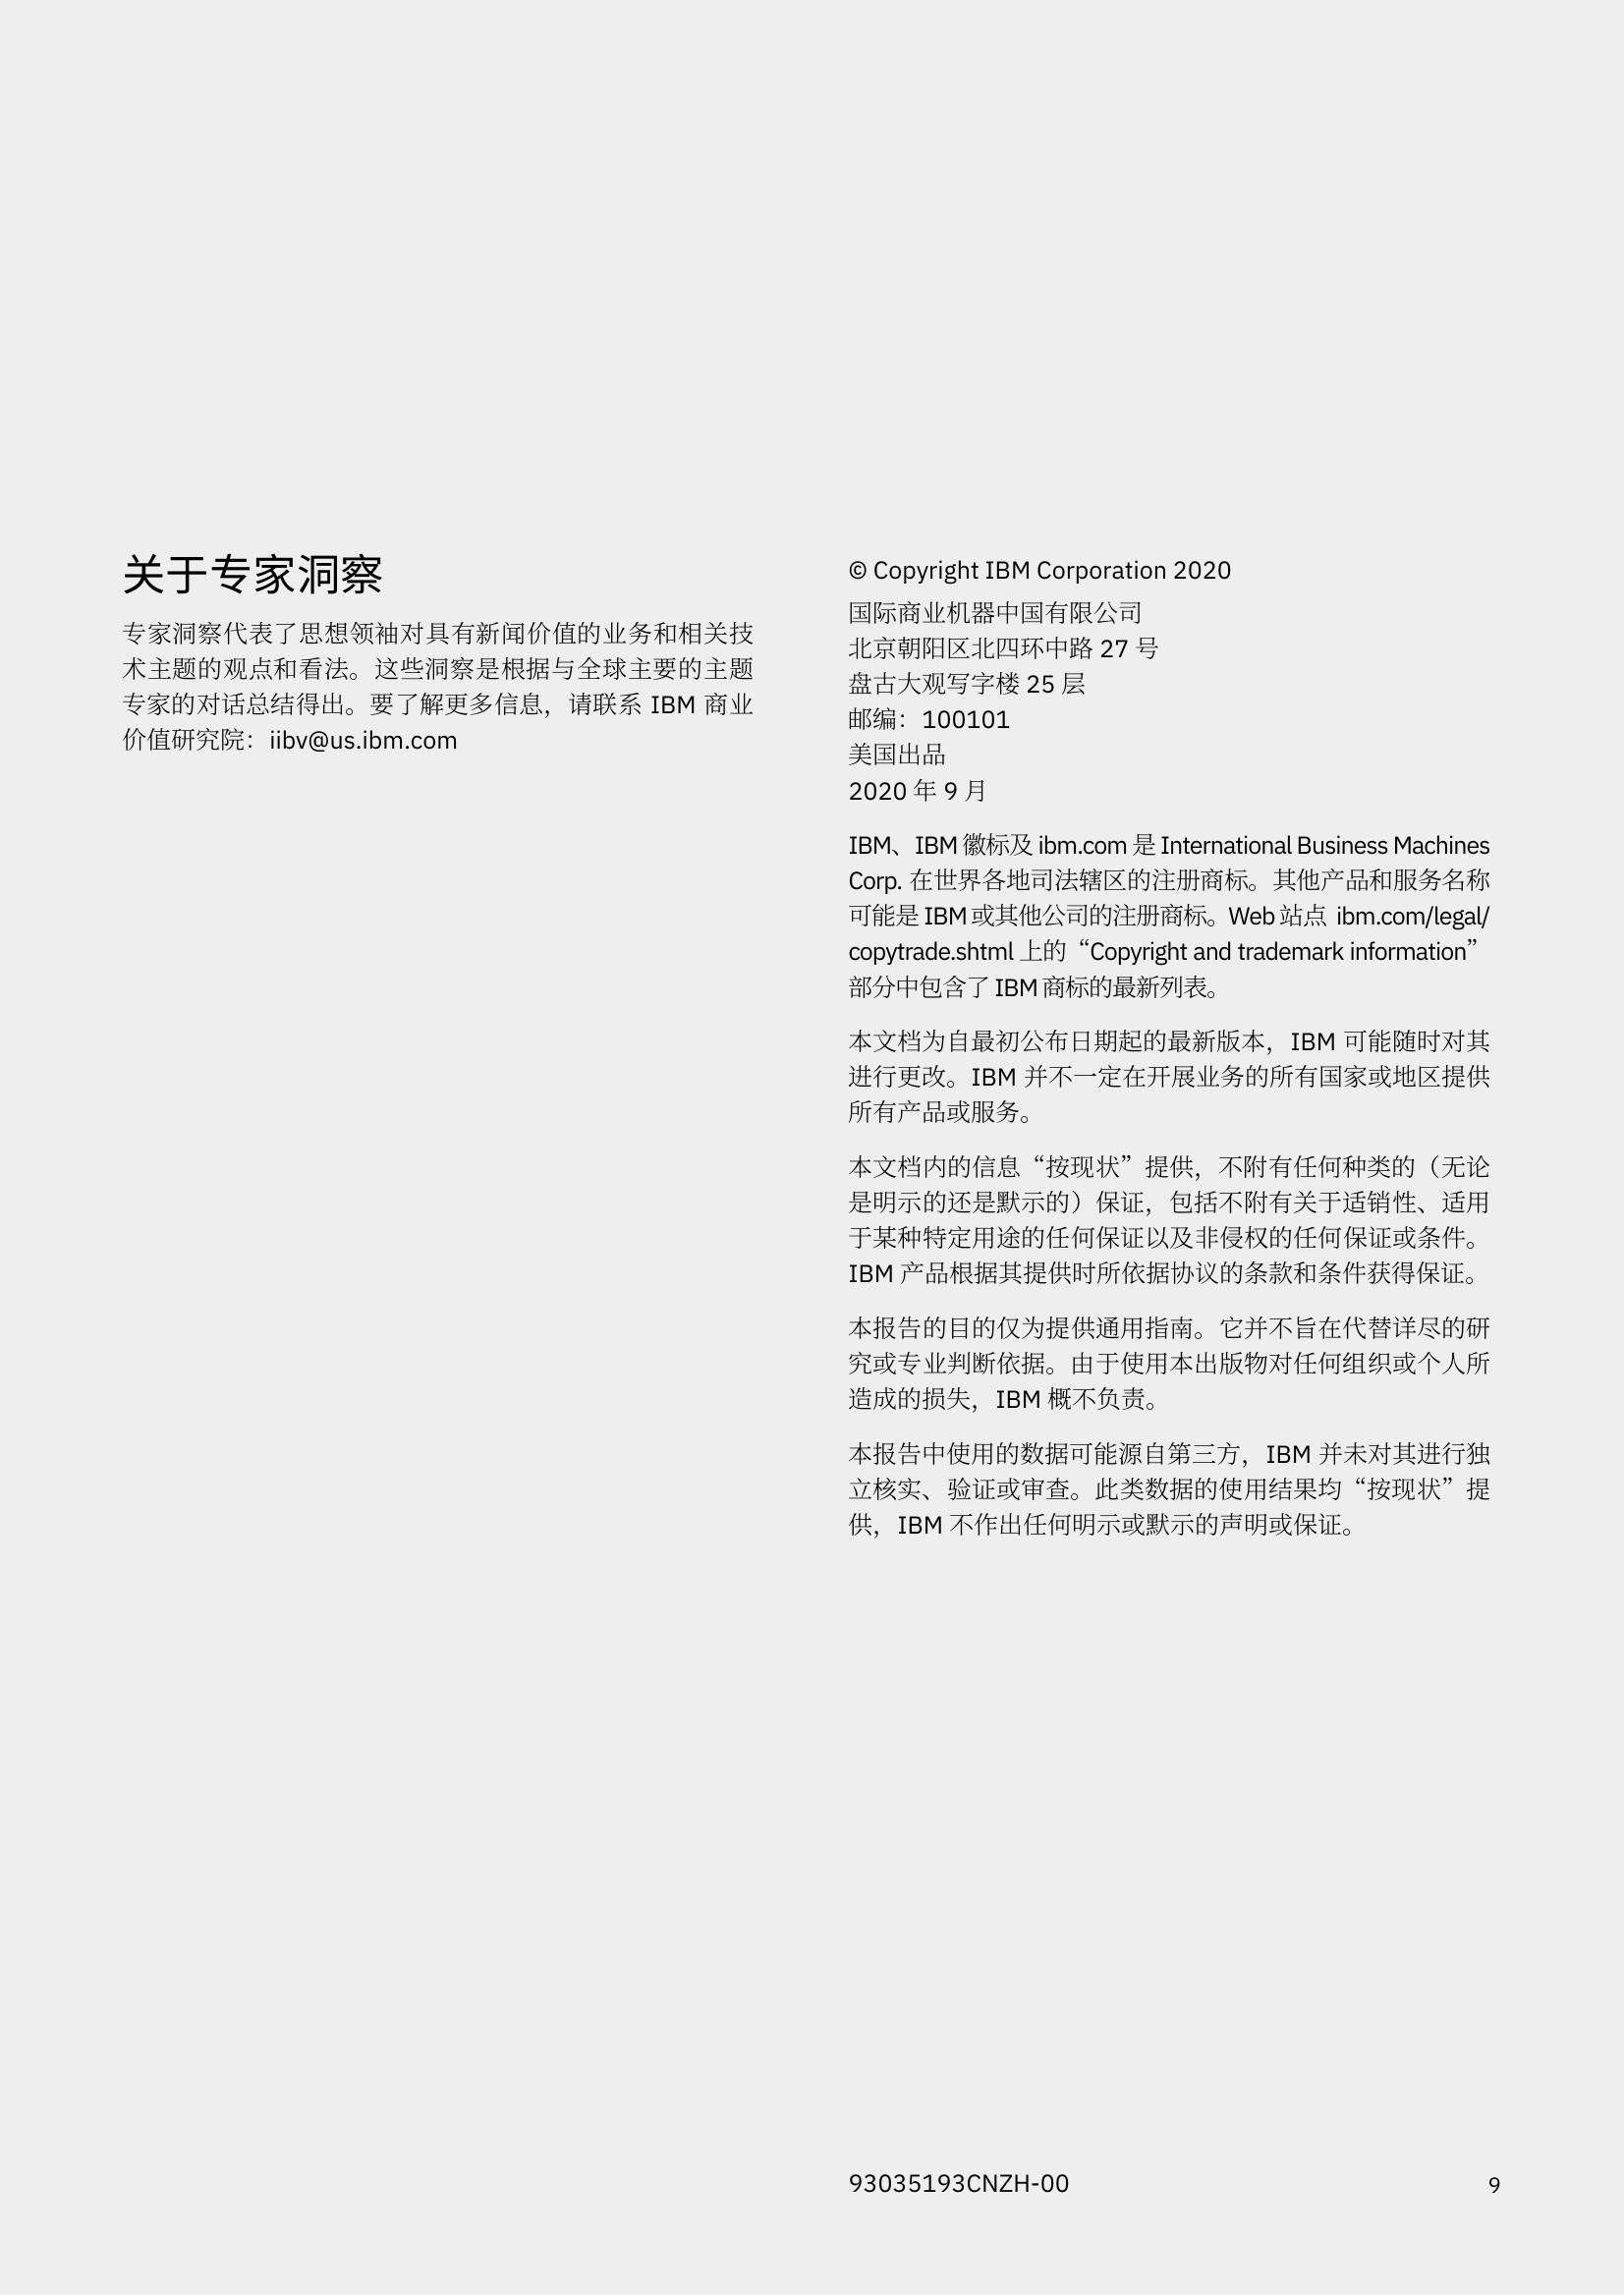 关于专家洞察
专家洞察代表了思想领袖对具有新闻价值的业务和相关技
术主题的观点和看法。这些洞察是根据与全球主要的主题
专家的对话总结得出。要了解更多信息，请联系 IBM 商业
价值研究院：iibv@us.ibm.com
© Copyright IBM Corporation 2020
国际商业机器中国有限公司
北京朝阳区北四环中路 27 号
盘古大观写字楼 25 层
邮编：100101
美国出品
2020 年 9 月
IBM、IBM 徽标及 ibm.com 是 International Business Machines
Corp. 在世界各地司法辖区的注册商标。其他产品和服务名称
可能是 IBM 或其他公司的注册商标。Web 站点 ibm.com/legal/
copytrade.shtml 上的“Copyright and trademark information”
部分中包含了 IBM 商标的最新列表。
本文档为自最初公布日期起的最新版本，IBM 可能随时对其
进行更改。IBM 并不一定在开展业务的所有国家或地区提供
所有产品或服务。
本文档内的信息“按现状”提供，不附有任何种类的（无论
是明示的还是默示的）保证，包括不附有关于适销性、适用
于某种特定用途的任何保证以及非侵权的任何保证或条件。
IBM 产品根据其提供时所依据协议的条款和条件获得保证。
本报告的目的仅为提供通用指南。它并不旨在代替详尽的研
究或专业判断依据。由于使用本出版物对任何组织或个人所
造成的损失，IBM 概不负责。
本报告中使用的数据可能源自第三方，IBM 并未对其进行独
立核实、验证或审查。此类数据的使用结果均“按现状”提
供，IBM 不作出任何明示或默示的声明或保证。
93035193CNZH-00
9